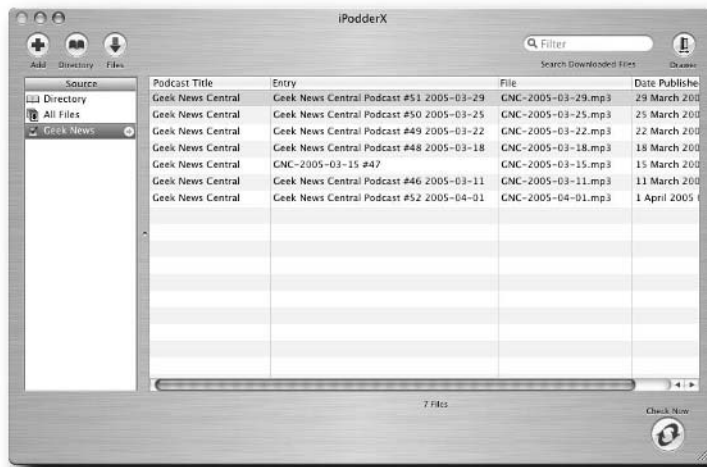 iPodderX
Add Directory Files
Filter
Search Downloaded Files
Drawer
Source
Directory
All Files
Geek News
Podcast Title Entry File Date Publishe
Geek News Central Geek News Central Podcast #51 2005-03-29 GNC-2005-03-29.mp3 29 March 200
Geek News Central Geek News Central Podcast #50 2005-03-25 GNC-2005-03-25.mp3 25 March 200
Geek News Central Geek News Central Podcast #49 2005-03-22 GNC-2005-03-22.mp3 22 March 200
Geek News Central Geek News Central Podcast #48 2005-03-18 GNC-2005-03-18.mp3 18 March 200
Geek News Central GNC-2005-03-15 #47 GNC-2005-03-15.mp3 15 March 200
Geek News Central Geek News Central Podcast #46 2005-03-11 GNC-2005-03-11.mp3 11 March 200
Geek News Central Geek News Central Podcast #52 2005-04-01 GNC-2005-04-01.mp3 1 April 2005
7 Files
Check Now